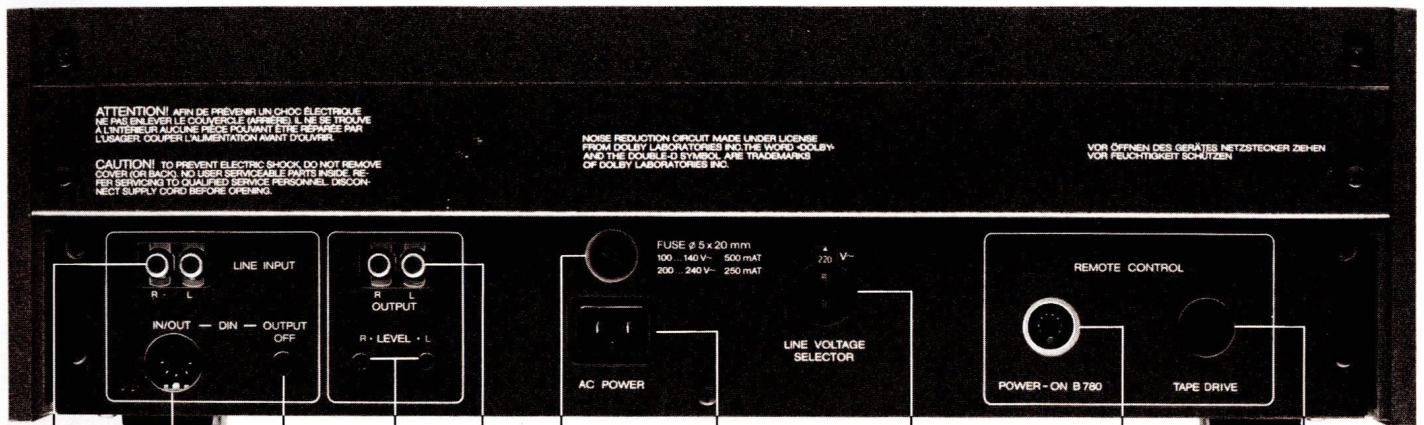 ATTENTION! AFIN DE PRÉVENIR UN CHOC ÉLECTRIQUE
NE PAS ENLEVER LE COUVERCLE (ARRIÈRE). IL NE SE TROUVE
À L'INTÉRIEUR AUCUNE PIÈCE POUVANT ÊTRE RÉPARÉE PAR
L'USAGER. COUPER L'ALIMENTATION AVANT D'OUVRIR.
CAUTION! TO PREVENT ELECTRIC SHOCK, DO NOT REMOVE
COVER (OR BACK). NO USER SERVICEABLE PARTS INSIDE. RE-
FER SERVICING TO QUALIFIED SERVICE PERSONNEL. DISCON-
NECT SUPPLY CORD BEFORE OPENING.
NOISE REDUCTION CIRCUIT MADE UNDER LICENSE
FROM DOLBY LABORATORIES INC. THE WORD «DOLBY»
AND THE DOUBLE-D SYMBOL ARE TRADEMARKS
OF DOLBY LABORATORIES INC.
VOR ÖFFNEN DES GERÄTES NETZSTECKER ZIEHEN
VOR FEUCHTIGKEIT SCHÜTZEN
LINE INPUT
R · L
IN/OUT — DIN — OUTPUT
OFF
R L
OUTPUT
R · LEVEL · L
FUSE ø 5 x 20 mm
100 ... 140 V~ 500 mAT
200 ... 240 V~ 250 mAT
AC POWER
220 V~
LINE VOLTAGE
SELECTOR
REMOTE CONTROL
POWER-ON B 780
TAPE DRIVE